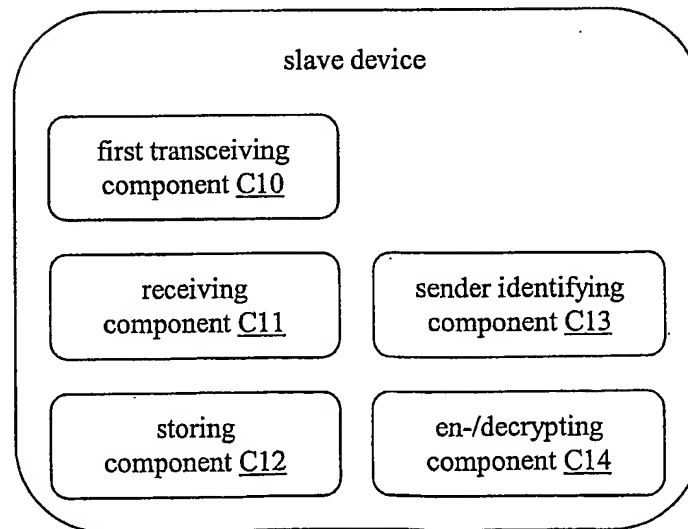 slave device
first transceiving
component C10
receiving
component C11
sender identifying
component C13
storing
component C12
en-/decrypting
component C14